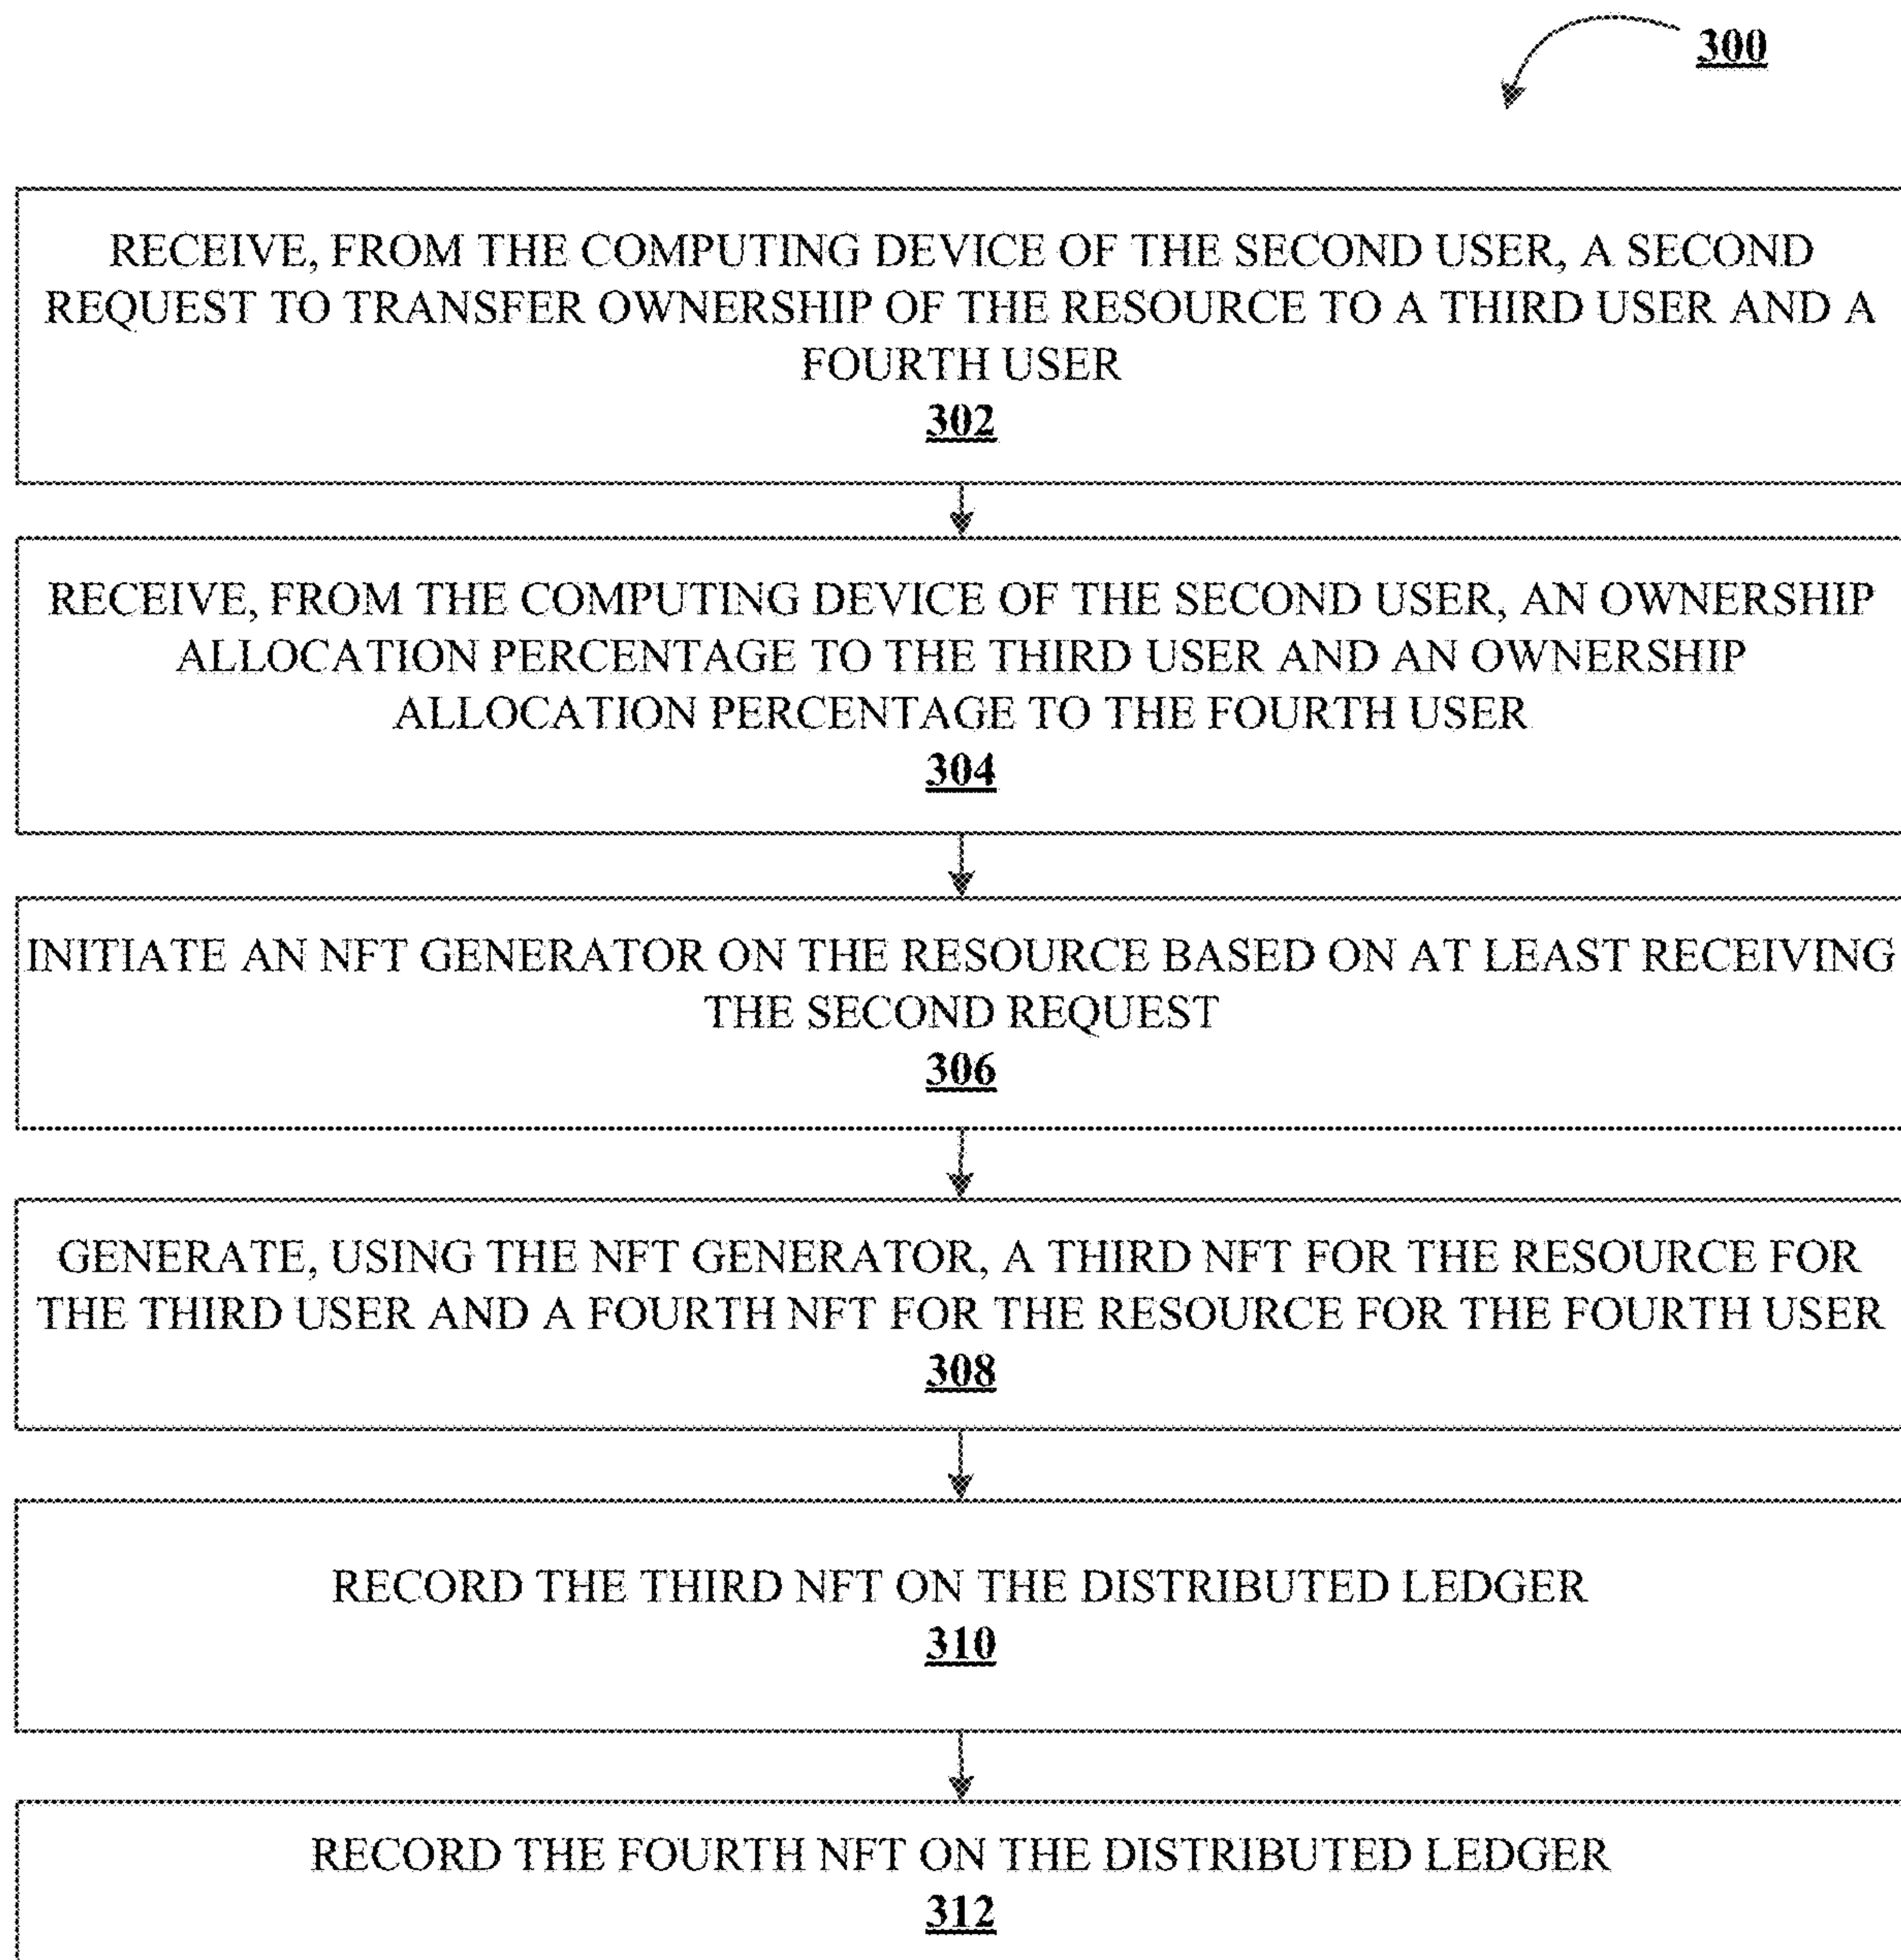 300
RECEIVE, FROM THE COMPUTING DEVICE OF THE SECOND USER, A SECOND
REQUEST TO TRANSFER OWNERSHIP OF THE RESOURCE TO A THIRD USER AND A
FOURTH USER
302
RECEIVE, FROM THE COMPUTING DEVICE OF THE SECOND USER, AN OWNERSHIP
ALLOCATION PERCENTAGE TO THE THIRD USER AND AN OWNERSHIP
ALLOCATION PERCENTAGE TO THE FOURTH USER
304
INITIATE AN NFT GENERATOR ON THE RESOURCE BASED ON AT LEAST RECEIVING
THE SECOND REQUEST
306
GENERATE, USING THE NFT GENERATOR, A THIRD NFT FOR THE RESOURCE FOR
THE THIRD USER AND A FOURTH NFT FOR THE RESOURCE FOR THE FOURTH USER
308
RECORD THE THIRD NFT ON THE DISTRIBUTED LEDGER
310
RECORD THE FOURTH NFT ON THE DISTRIBUTED LEDGER
312